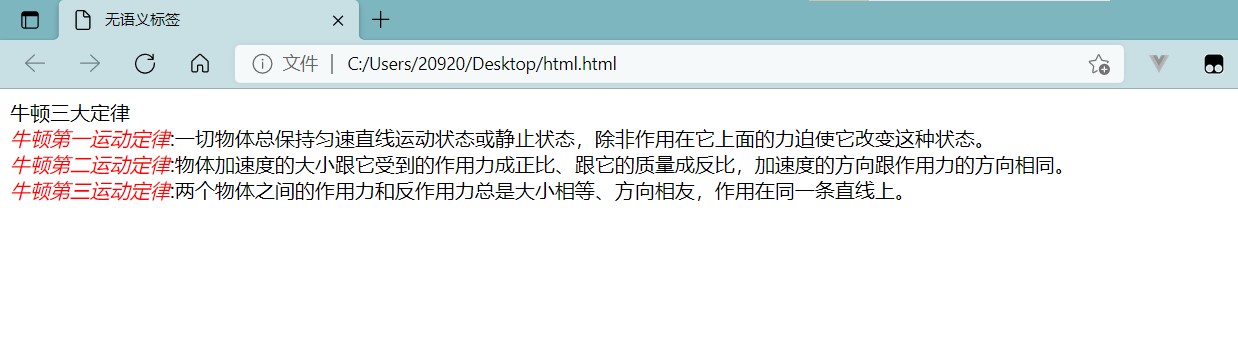 无语义标签
文件 | C:/Users/20920/Desktop/html.html
牛顿三大定律
牛顿第一运动定律:一切物体总保持匀速直线运动状态或静止状态，除非作用在它上面的力迫使它改变这种状态。
牛顿第二运动定律:物体加速度的大小跟它受到的作用力成正比、跟它的质量成反比，加速度的方向跟作用力的方向相同。
牛顿第三运动定律:两个物体之间的作用力和反作用力总是大小相等、方向相友，作用在同一条直线上。